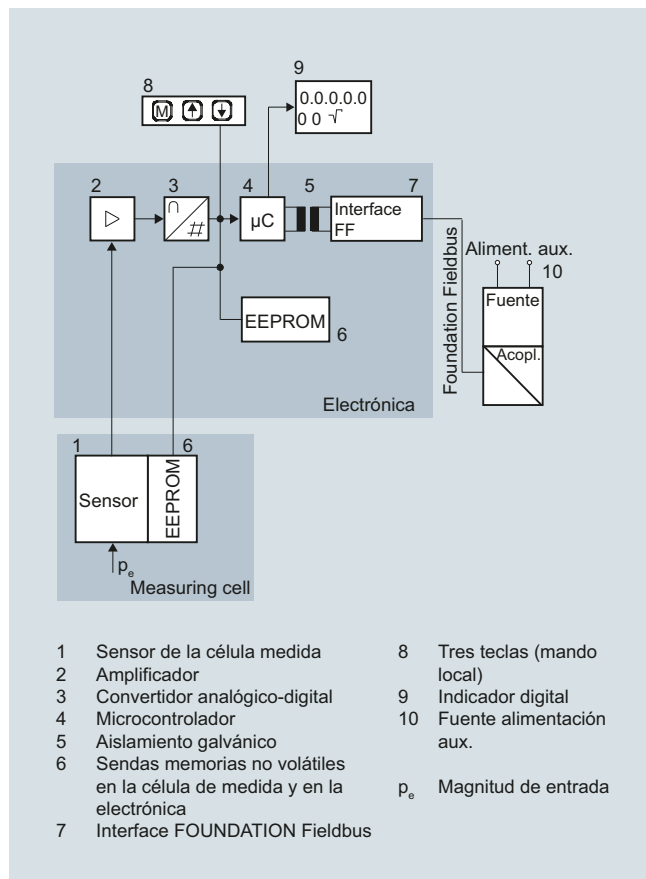 9
8
0.0.0.0.0
0 0 √
M
2
3
4
5
7
∩
#
µC
Interface
FF
Foundation Fieldbus
Aliment. aux.
10
Fuente
Acopl.
EEPROM
6
Electrónica
1
6
Sensor
EEPROM
pe
Measuring cell
1 Sensor de la célula medida
2 Amplificador
3 Convertidor analógico-digital
4 Microcontrolador
5 Aislamiento galvánico
6 Sendas memorias no volátiles
en la célula de medida y en la
electrónica
7 Interface FOUNDATION Fieldbus
8 Tres teclas (mando
local)
9 Indicador digital
10 Fuente alimentación
aux.
pe Magnitud de entrada